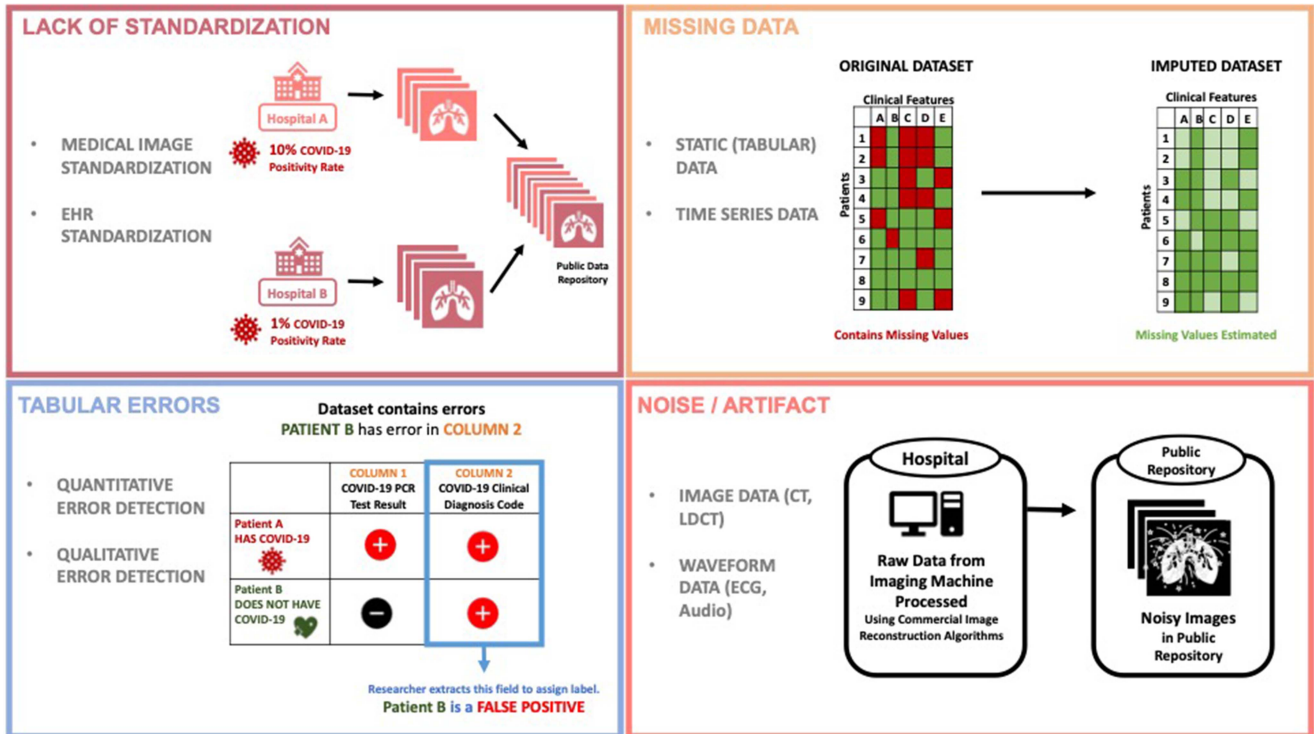 LACK OF STANDARDIZATION
• MEDICAL IMAGE
STANDARDIZATION
• EHR
STANDARDIZATION
Hospital A
10% COVID-19
Positivity Rate
Hospital B
1% COVID-19
Positivity Rate
Public Data
Repository
MISSING DATA
• STATIC (TABULAR)
DATA
• TIME SERIES DATA
ORIGINAL DATASET
Clinical Features
A B C D E
Patients
1
2
3
4
5
6
7
8
9
Contains Missing Values
IMPUTED DATASET
Clinical Features
A B C D E
Patients
1
2
3
4
5
6
7
8
9
Missing Values Estimated
TABULAR ERRORS
• QUANTITATIVE
ERROR DETECTION
• QUALITATIVE
ERROR DETECTION
Dataset contains errors
PATIENT B has error in COLUMN 2
COLUMN 1
COVID-19 PCR
Test Result
COLUMN 2
COVID-19 Clinical
Diagnosis Code
Patient A
HAS COVID-19
+ +
Patient B
DOES NOT HAVE
COVID-19
− +
Researcher extracts this field to assign label.
Patient B is a FALSE POSITIVE
NOISE / ARTIFACT
• IMAGE DATA (CT,
LDCT)
• WAVEFORM
DATA (ECG,
Audio)
Hospital
Raw Data from
Imaging Machine
Processed
Using Commercial Image
Reconstruction Algorithms
Public
Repository
Noisy Images
in Public
Repository